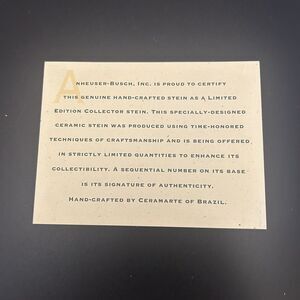 Anheuser-Busch, Inc. is proud to certify
this genuine hand-crafted stein as a Limited
Edition Collector stein. This specially-designed
ceramic stein was produced using time-honored
techniques of craftsmanship and is being offered
in strictly limited quantities to enhance its
collectibility. A sequential number on its base
is its signature of authenticity.
Hand-crafted by Ceramarte of Brazil.